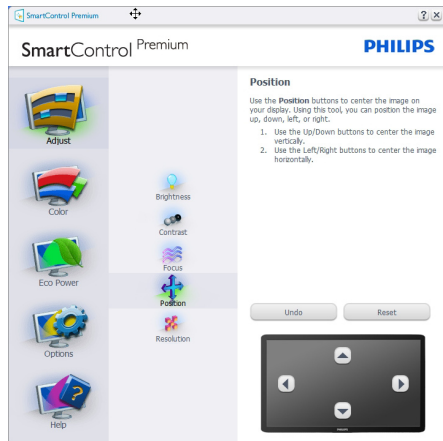 SmartControl Premium
? X
SmartControl Premium
PHILIPS
Adjust
Color
Eco Power
Options
Help
Brightness
Contrast
Focus
Position
Resolution
Position
Use the Position buttons to center the image on
your display. Using this tool, you can position the image
up, down, left, or right.
1. Use the Up/Down buttons to center the image
vertically.
2. Use the Left/Right buttons to center the image
horizontally.
Undo
Reset
PHILIPS